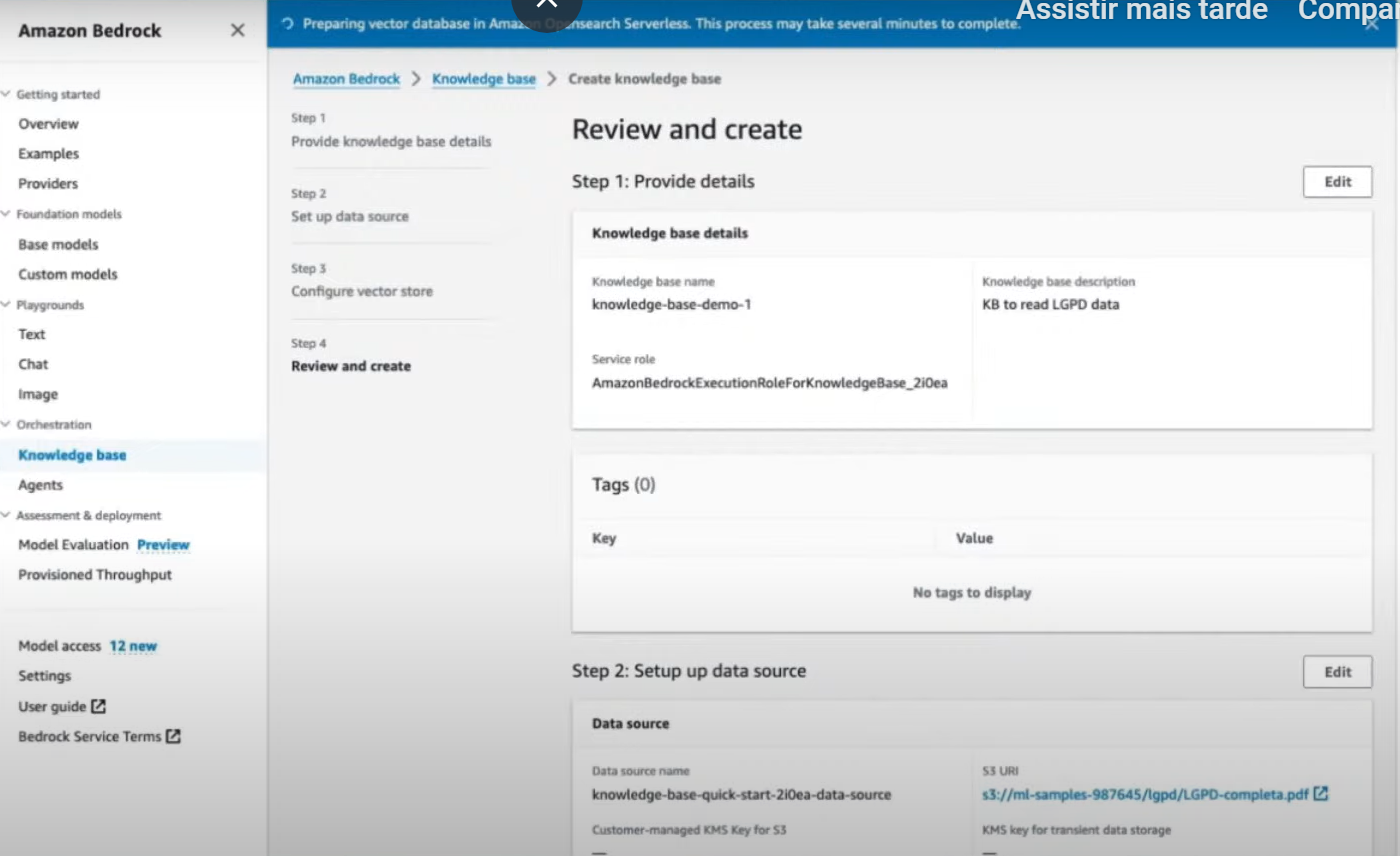 Amazon Bedrock
Preparing vector database in Amazon Opensearch Serverless. This process may take several minutes to complete.
Assistir mais tarde
Amazon Bedrock
Knowledge base
Create knowledge base
Getting started
Overview
Examples
Providers
Foundation models
Base models
Custom models
Playgrounds
Text
Chat
Image
Orchestration
Knowledge base
Agents
Assessment & deployment
Model Evaluation Preview
Provisioned Throughput
Model access 12 new
Settings
User guide
Bedrock Service Terms
Step 1
Provide knowledge base details
Step 2
Set up data source
Step 3
Configure vector store
Step 4
Review and create
Review and create
Step 1: Provide details
Edit
Knowledge base details
Knowledge base name
knowledge-base-demo-1
Knowledge base description
KB to read LGPD data
Service role
AmazonBedrockExecutionRoleForKnowledgeBase_2i0ea
Tags (0)
Key
Value
No tags to display
Step 2: Setup up data source
Edit
Data source
Data source name
knowledge-base-quick-start-2i0ea-data-source
S3 URI
s3://ml-samples-987645/lgpd/LGPD-completa.pdf
Customer-managed KMS Key for S3
—
KMS key for transient data storage
—